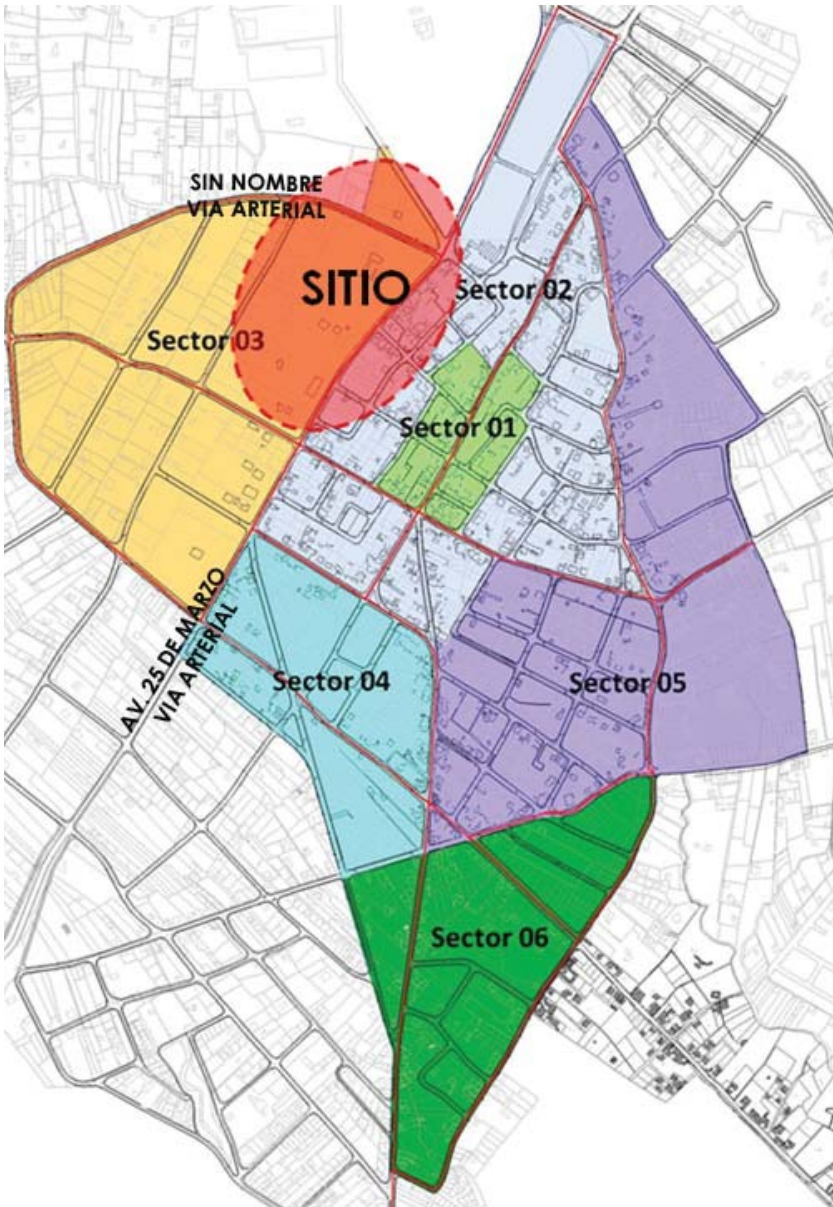 SIN NOMBRE
VIA ARTERIAL
SITIO
Sector 02
Sector 03
Sector 01
AV. 25 DE MARZO
VIA ARTERIAL
Sector 04
Sector 05
Sector 06